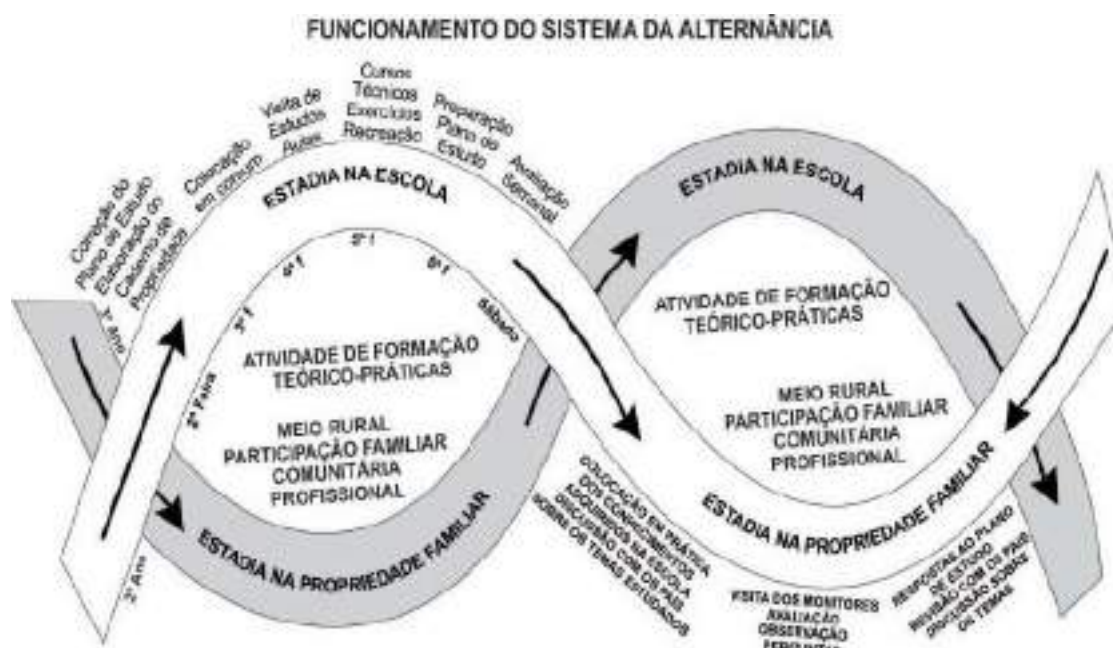 FUNCIONAMENTO DO SISTEMA DA ALTERNÂNCIA
Correção do
Plano de Estudo
Elaboração do
Caderno de
Propriedades
3º Ano
Colocação
em comum
Visita de
Estudos
Aulas
Cursos
Técnicos
Exercícios
Recreação
Preparação
Plano de
Estudo
Avaliação
Semanal
ESTADIA NA ESCOLA
2ª Feira
3ª f
4ª f
5ª f
6ª f
Sábado
ATIVIDADE DE FORMAÇÃO
TEÓRICO-PRÁTICAS
MEIO RURAL
PARTICIPAÇÃO FAMILIAR
COMUNITÁRIA
PROFISSIONAL
2º Ano
ESTADIA NA PROPRIEDADE FAMILIAR
ESTADIA NA ESCOLA
ATIVIDADE DE FORMAÇÃO
TEÓRICO-PRÁTICAS
MEIO RURAL
PARTICIPAÇÃO FAMILIAR
COMUNITÁRIA
PROFISSIONAL
ESTADIA NA PROPRIEDADE FAMILIAR
COLOCAÇÃO EM PRÁTICA
DOS CONHECIMENTOS
ADQUIRIDOS NA ESCOLA
DISCUSSÃO COM OS PAIS
SOBRE OS TEMAS ESTUDADOS
VISITA DOS MONITORES
AVALIAÇÃO
OBSERVAÇÃO
RESPOSTA AO PLANO
DE ESTUDO
REVISÃO COM OS PAIS
DISCUSSÃO SOBRE
OS TEMAS